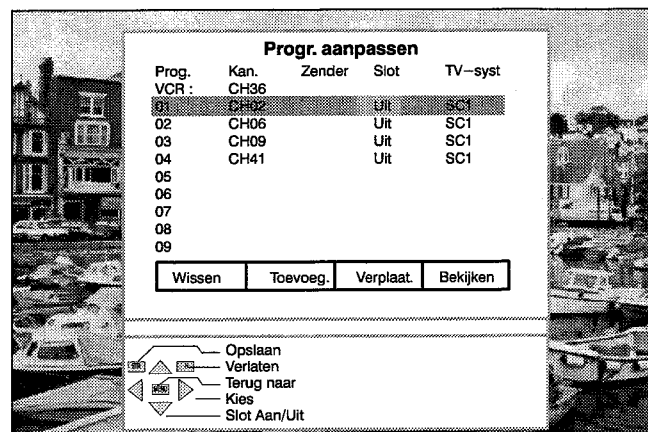 Progr. aanpassen
Prog. Kan. Zender Slot TV-syst
VCR : CH36
01 CH02 Uit SC1
02 CH06 Uit SC1
03 CH09 Uit SC1
04 CH41 Uit SC1
05
06
07
08
09
Wissen Toevoeg. Verplaat. Bekijken
Opslaan
Verlaten
Terug naar
Kies
Slot Aan/Uit